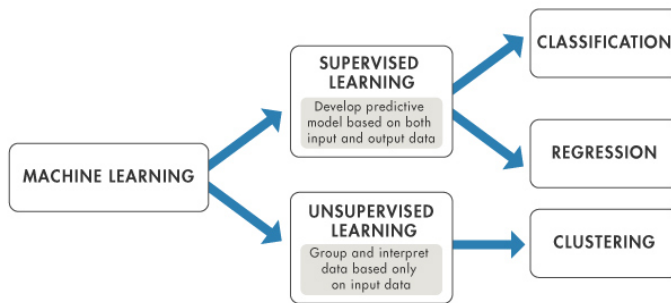 MACHINE LEARNING
SUPERVISED
LEARNING
Develop predictive
model based on both
input and output data
UNSUPERVISED
LEARNING
Group and interpret
data based only
on input data
CLASSIFICATION
REGRESSION
CLUSTERING